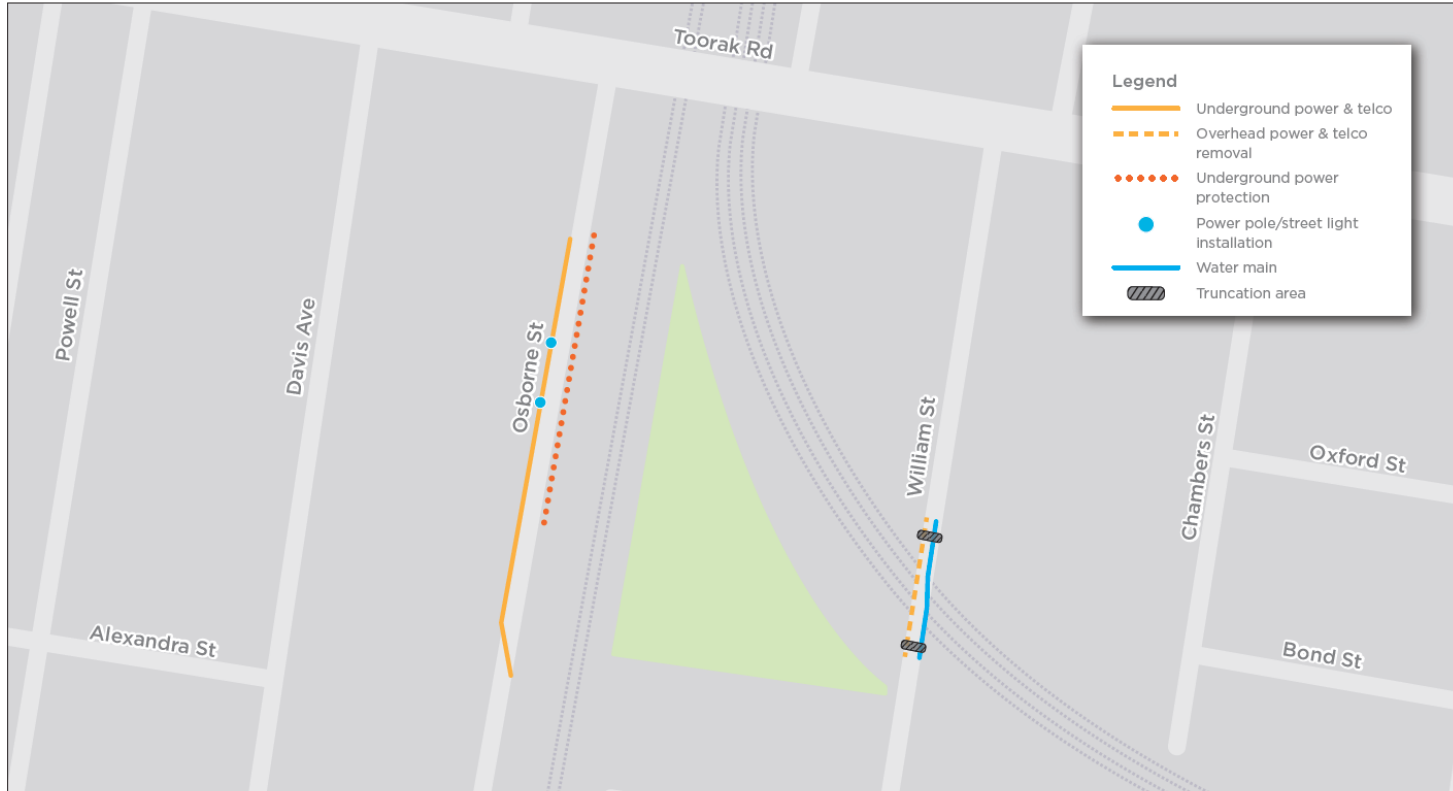 Toorak Rd
Legend
Underground power & telco
Overhead power & telco
removal
Underground power
protection
Power pole/street light
installation
Water main
Truncation area
Powell St
Davis Ave
Osborne St
William St
Chambers St
Oxford St
Alexandra St
Bond St